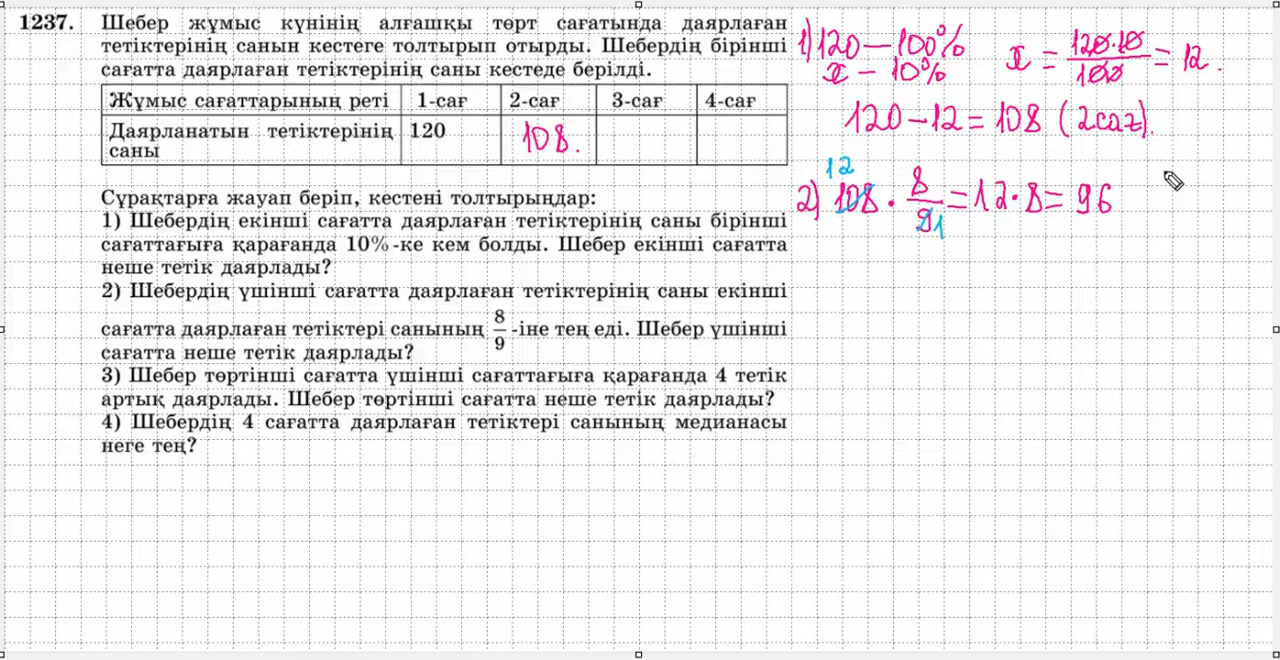 1237. Шебер жұмыс күнінің алғашқы төрт сағатында даярлаған
тетіктерінің санын кестеге толтырып отырды. Шебердің бірінші
сағатта даярлаған тетіктерінің саны кестеде берілді.
Жұмыс сағаттарының реті 1-сағ 2-сағ 3-сағ 4-сағ
Даярланатын тетіктерінің 120 108.
саны
Сұрақтарға жауап беріп, кестені толтырыңдар:
1) Шебердің екінші сағатта даярлаған тетіктерінің саны бірінші
сағаттағыға қарағанда 10%-ке кем болды. Шебер екінші сағатта
неше тетік даярлады?
2) Шебердің үшінші сағатта даярлаған тетіктерінің саны екінші
сағатта даярлаған тетіктері санының 8/9-іне тең еді. Шебер үшінші
сағатта неше тетік даярлады?
3) Шебер төртінші сағатта үшінші сағаттағыға қарағанда 4 тетік
артық даярлады. Шебер төртінші сағатта неше тетік даярлады?
4) Шебердің 4 сағатта даярлаған тетіктері санының медианасы
неге тең?
1) 120 — 100%
x — 10%
x = 120·10/100 = 12.
120 − 12 = 108 (2сағ).
12
2) 108 · 8/9 = 12 · 8 = 96
1